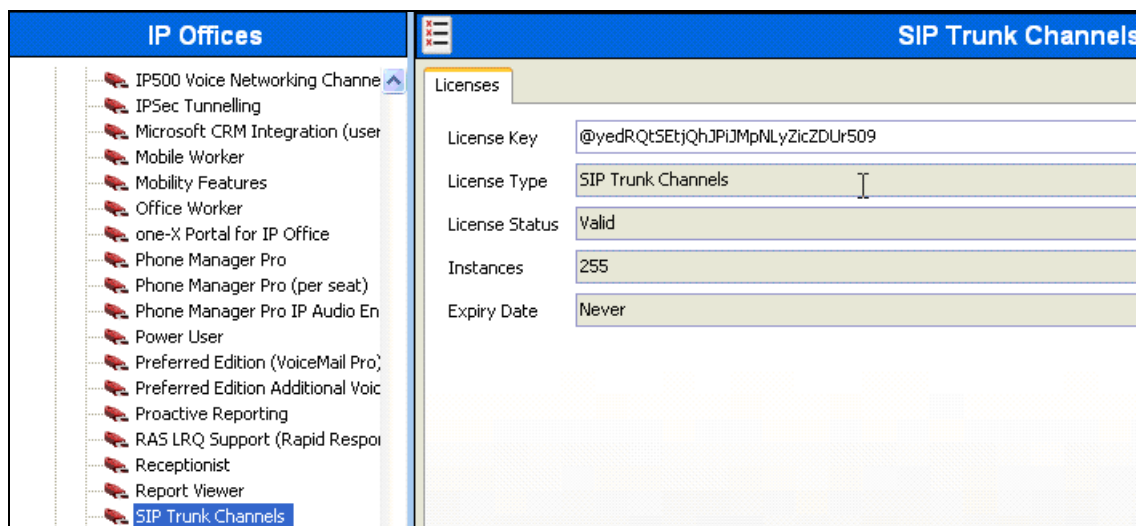 IP Offices
IP500 Voice Networking Channe
IPSec Tunnelling
Microsoft CRM Integration (user
Mobile Worker
Mobility Features
Office Worker
one-X Portal for IP Office
Phone Manager Pro
Phone Manager Pro (per seat)
Phone Manager Pro IP Audio En
Power User
Preferred Edition (VoiceMail Pro)
Preferred Edition Additional Voic
Proactive Reporting
RAS LRQ Support (Rapid Respo
Receptionist
Report Viewer
SIP Trunk Channels
SIP Trunk Channels
Licenses
License Key @yedRQtSEtjQhJPiJMpNLyZicZDUr509
License Type SIP Trunk Channels
License Status Valid
Instances 255
Expiry Date Never